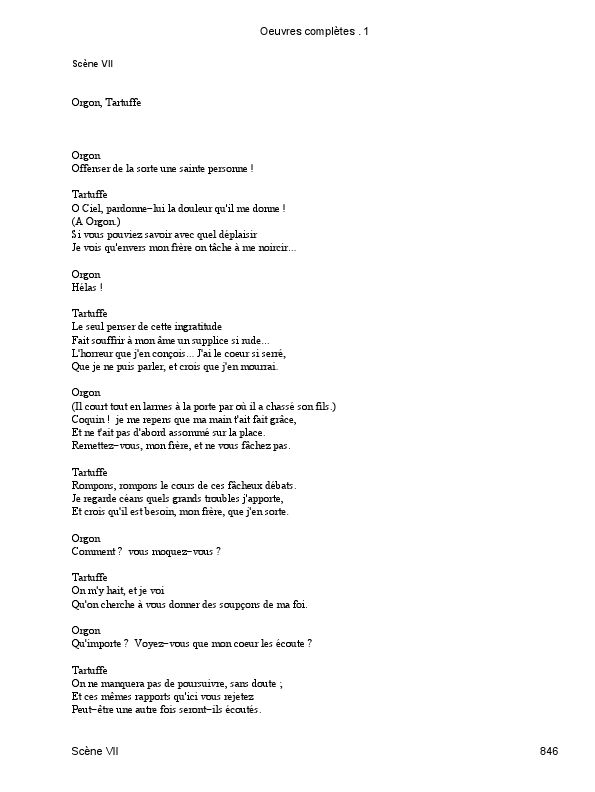 Oeuvres complètes . 1
Scène VII
Orgon, Tartuffe
Orgon
Offenser de la sorte une sainte personne !
Tartuffe
O Ciel, pardonne−lui la douleur qu'il me donne !
(A Orgon.)
Si vous pouviez savoir avec quel déplaisir
Je vois qu'envers mon frère on tâche à me noircir...
Orgon
Hélas !
Tartuffe
Le seul penser de cette ingratitude
Fait souffrir à mon âme un supplice si rude...
L'horreur que j'en conçois... J'ai le coeur si serré,
Que je ne puis parler, et crois que j'en mourrai.
Orgon
(Il court tout en larmes à la porte par où il a chassé son fils.)
Coquin !  je me repens que ma main t'ait fait grâce,
Et ne t'ait pas d'abord assommé sur la place.
Remettez−vous, mon frère, et ne vous fâchez pas.
Tartuffe
Rompons, rompons le cours de ces fâcheux débats.
Je regarde céans quels grands troubles j'apporte,
Et crois qu'il est besoin, mon frère, que j'en sorte.
Orgon
Comment ?  vous moquez−vous ?
Tartuffe
On m'y hait, et je voi
Qu'on cherche à vous donner des soupçons de ma foi.
Orgon
Qu'importe ?  Voyez−vous que mon coeur les écoute ?
Tartuffe
On ne manquera pas de poursuivre, sans doute ;
Et ces mêmes rapports qu'ici vous rejetez
Peut−être une autre fois seront−ils écoutés.
Scène VII 846